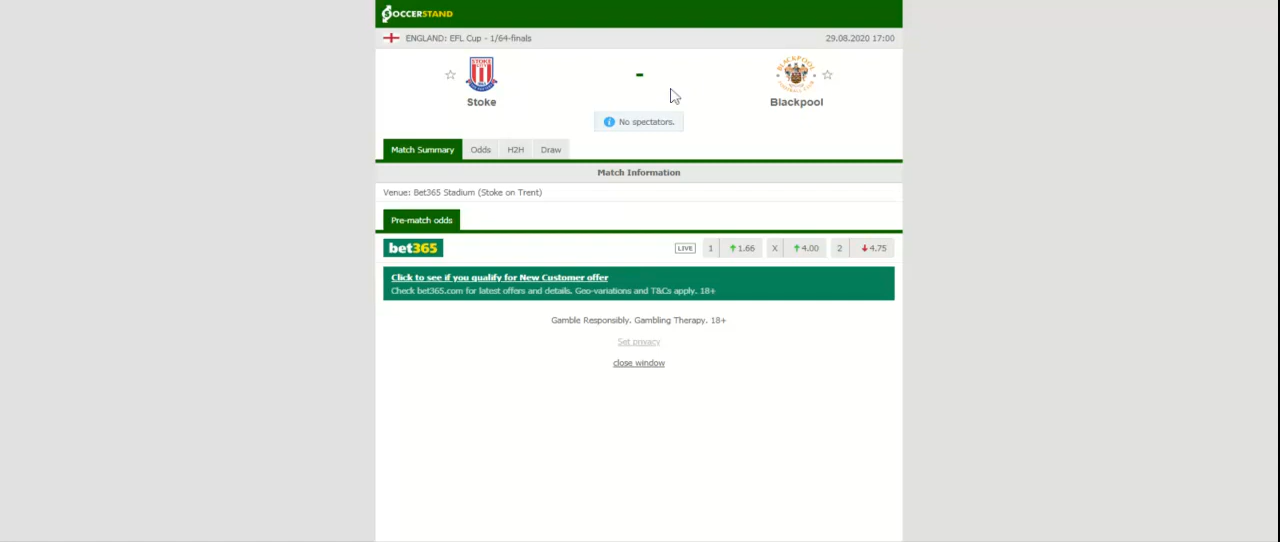 SOCCERSTAND
ENGLAND: EFL Cup - 1/64-finals 29.08.2020 17:00
STOKE CITY BLACKPOOL
-
Stoke Blackpool
No spectators.
Match Summary Odds H2H Draw
Match Information
Venue: Bet365 Stadium (Stoke on Trent)
Pre-match odds
bet365 LIVE 1 1.66 X 4.00 2 4.75
Click to see if you qualify for New Customer offer
Check bet365.com for latest offers and details. Geo-variations and T&Cs apply. 18+
Gamble Responsibly. Gambling Therapy. 18+
Set privacy
close window